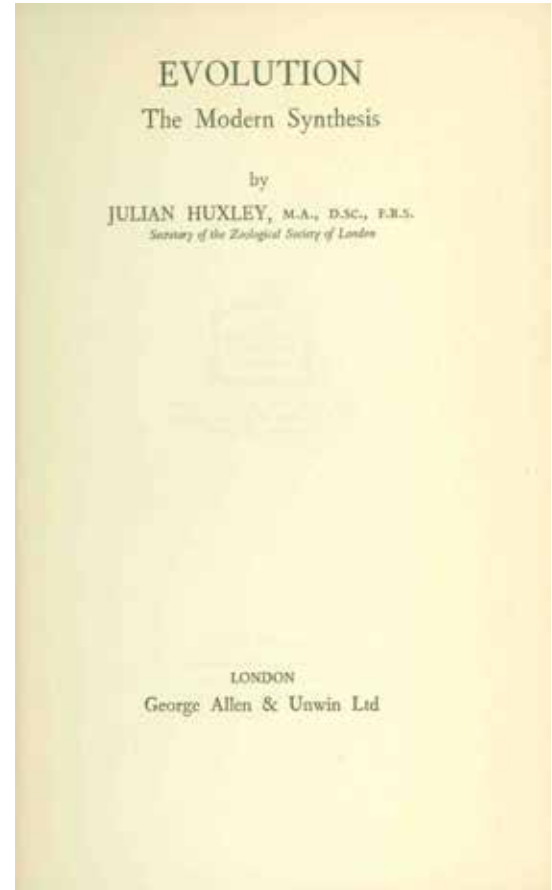 EVOLUTION
The Modern Synthesis
by
JULIAN HUXLEY, M.A., D.SC., F.R.S.
Secretary of the Zoological Society of London
LONDON
George Allen & Unwin Ltd